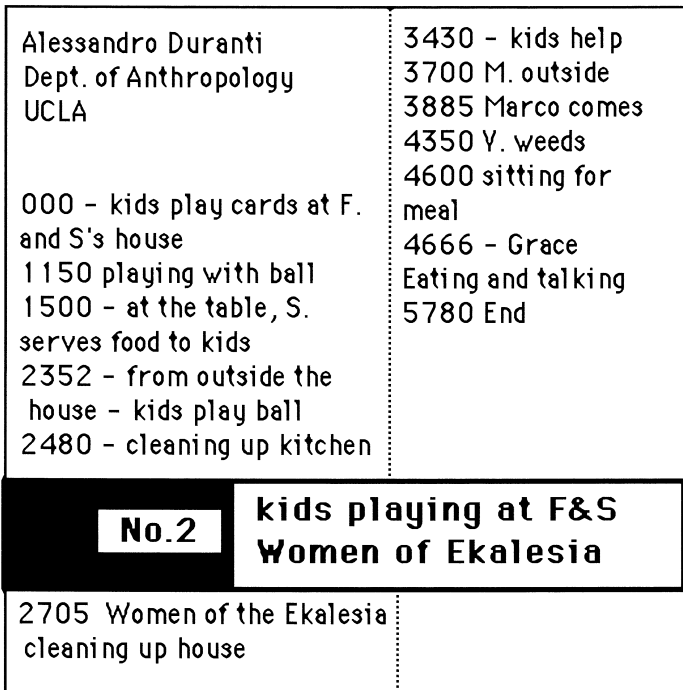 Alessandro Duranti
Dept. of Anthropology
UCLA
000 - kids play cards at F.
and S's house
1150 playing with ball
1500 - at the table, S.
serves food to kids
2352 - from outside the
house - kids play ball
2480 - cleaning up kitchen
3430 - kids help
3700 M. outside
3885 Marco comes
4350 Y. weeds
4600 sitting for
meal
4666 - Grace
Eating and talking
5780 End
No.2
kids playing at F&S
Women of Ekalesia
2705 Women of the Ekalesia
cleaning up house